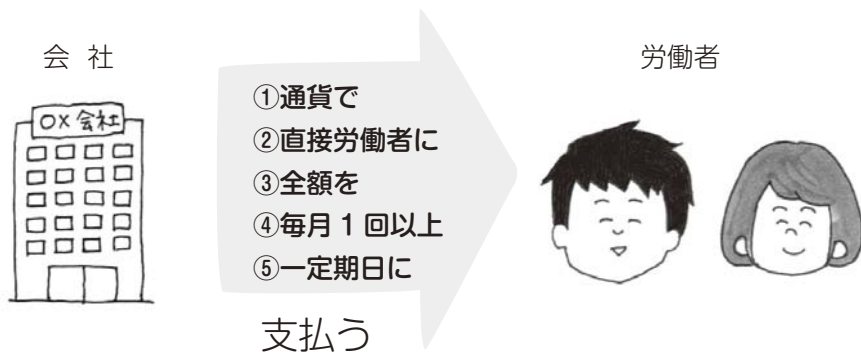 会 社
○×会社
①通貨で
②直接労働者に
③全額を
④毎月１回以上
⑤一定期日に
支払う
労働者